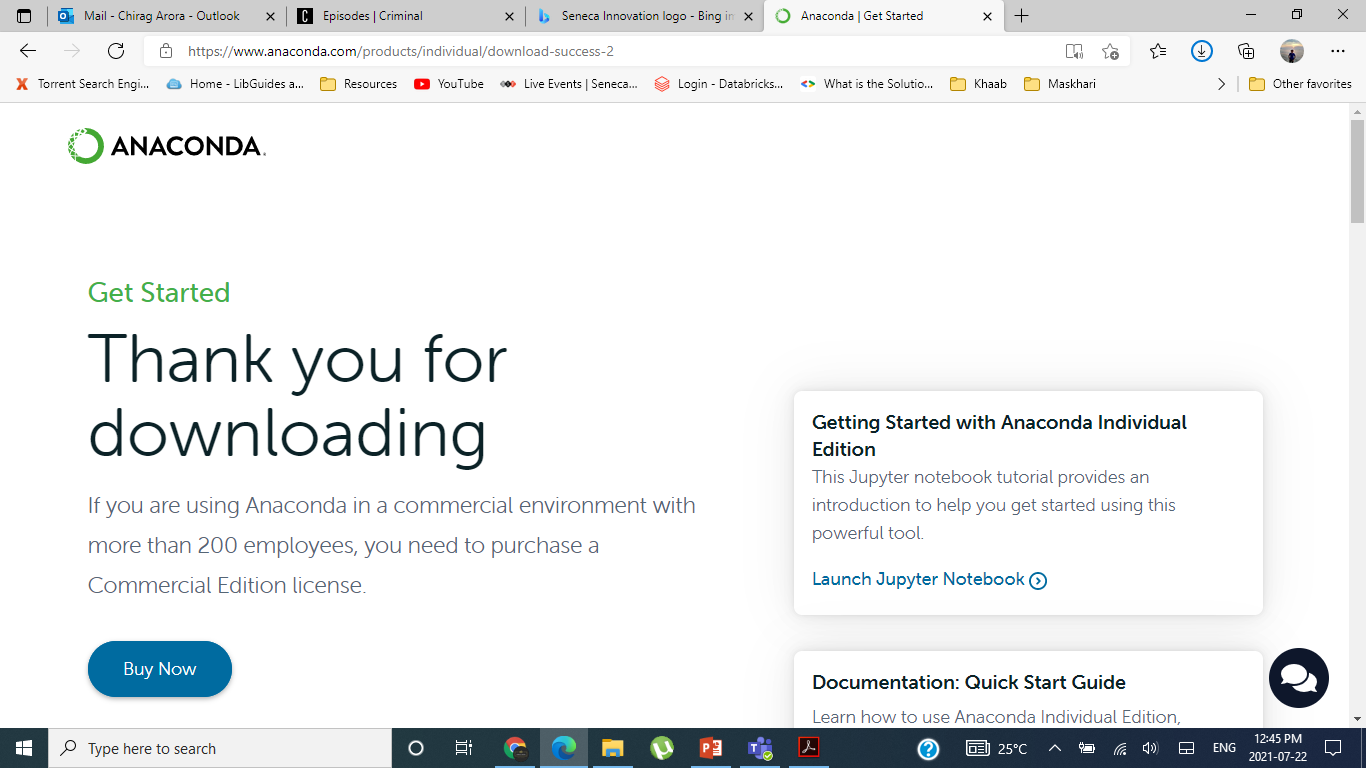 Mail - Chirag Arora - Outlook
Episodes | Criminal
Seneca Innovation logo - Bing im
Anaconda | Get Started
https://www.anaconda.com/products/individual/download-success-2
Torrent Search Engi...
Home - LibGuides a...
Resources
YouTube
Live Events | Seneca...
Login - Databricks...
What is the Solutio...
Khaab
Maskhari
Other favorites
ANACONDA.
Get Started
Thank you for
downloading
If you are using Anaconda in a commercial environment with
more than 200 employees, you need to purchase a
Commercial Edition license.
Buy Now
Getting Started with Anaconda Individual
Edition
This Jupyter notebook tutorial provides an
introduction to help you get started using this
powerful tool.
Launch Jupyter Notebook
Documentation: Quick Start Guide
Learn how to use Anaconda Individual Edition,
Type here to search
25°C
ENG
12:45 PM
2021-07-22